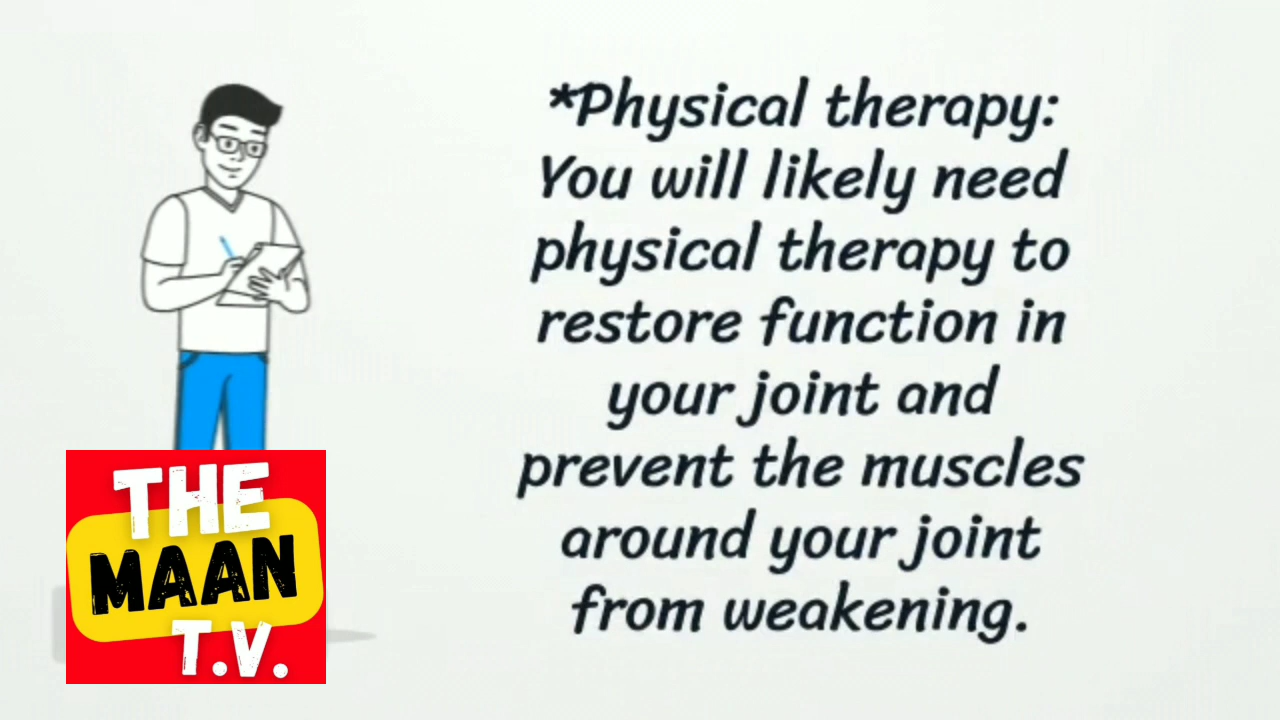 *Physical therapy:
You will likely need
physical therapy to
restore function in
your joint and
prevent the muscles
around your joint
from weakening.
THE
MAAN
T.V.